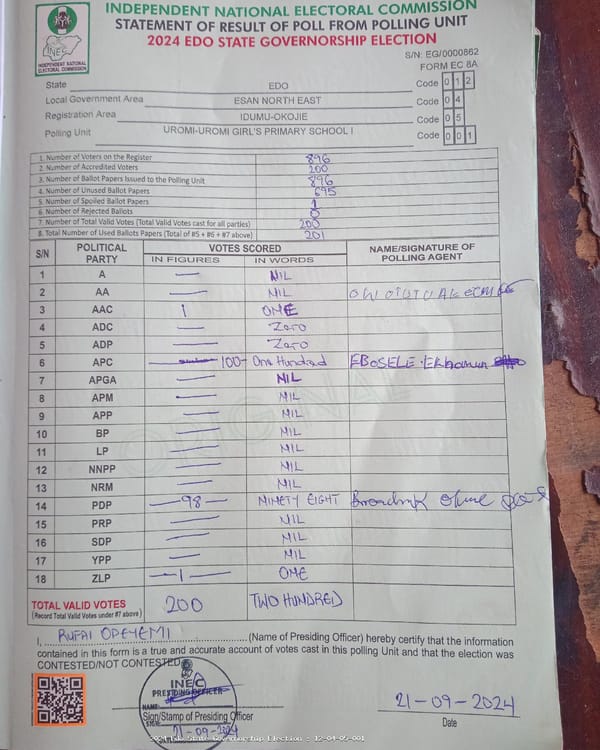 INDEPENDENT NATIONAL ELECTORAL COMMISSION
STATEMENT OF RESULT OF POLL FROM POLLING UNIT
2024 EDO STATE GOVERNORSHIP ELECTION
INEC
INDEPENDENT NATIONAL
ELECTORAL COMMISSION
S/N: EG/0000862
FORM EC 8A
State EDO Code 0 1 2
Local Government Area ESAN NORTH EAST Code 0 4
Registration Area IDUMU-OKOJIE Code 0 5
Polling Unit UROMI-UROMI GIRL'S PRIMARY SCHOOL I Code 0 0 1
1. Number of Voters on the Register 896
2. Number of Accredited Voters 200
3. Number of Ballot Papers Issued to the Polling Unit 896
4. Number of Unused Ballot Papers 695
5. Number of Spoiled Ballot Papers 1
6. Number of Rejected Ballots 0
7. Number of Total Valid Votes (Total Valid Votes cast for all parties) 200
8. Total Number of Used Ballots Papers (Total of #5 + #6 + #7 above) 201
S/N POLITICAL PARTY VOTES SCORED NAME/SIGNATURE OF POLLING AGENT
IN FIGURES IN WORDS
1 A — NIL
2 AA — NIL
3 AAC 1 ONE
4 ADC — Zero
5 ADP — Zero
6 APC 100- One Hundred EBOSELE
7 APGA — NIL
8 APM — NIL
9 APP — NIL
10 BP — NIL
11 LP — NIL
12 NNPP — NIL
13 NRM — NIL
14 PDP —98— NINETY EIGHT
15 PRP — NIL
16 SDP — NIL
17 YPP — NIL
18 ZLP —1— ONE
TOTAL VALID VOTES 200 TWO HUNDRED
(Record Total Valid Votes under #7 above)
ORIGINAL
I, RUFAI OPEYEMI (Name of Presiding Officer) hereby certify that the information
contained in this form is a true and accurate account of votes cast in this polling Unit and that the election was
CONTESTED/NOT CONTESTED
INEC
PRESIDING OFFICER
NAME:
Sign/Stamp of Presiding Officer
21-09-2024
21-09-2024
Date
2024 Edo State Governorship Election - 12-04-05-001